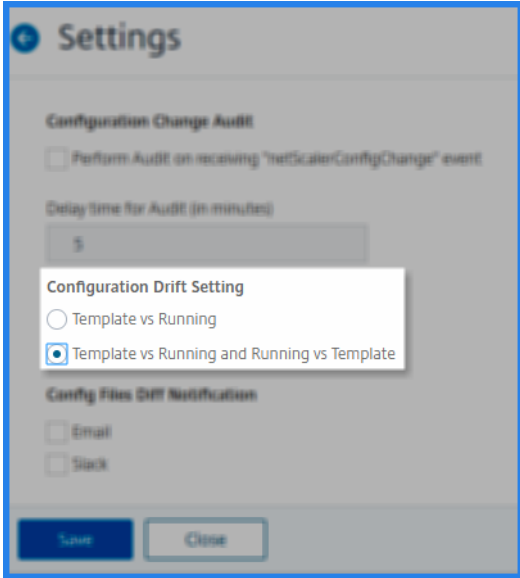 Settings
Configuration Change Audit
Perform Audit on receiving "netScalerConfigChange" event
Delay time for Audit (in minutes)
5
Configuration Drift Setting
Template vs Running
Template vs Running and Running vs Template
Config Files Diff Notification
Email
Slack
Save Close